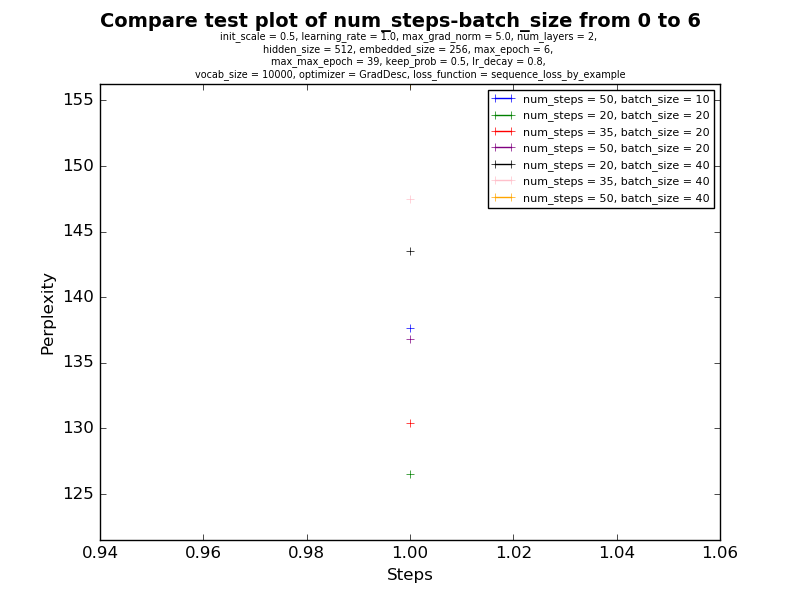 Compare test plot of num_steps-batch_size from 0 to 6
init_scale = 0.5, learning_rate = 1.0, max_grad_norm = 5.0, num_layers = 2,
hidden_size = 512, embedded_size = 256, max_epoch = 6,
max_max_epoch = 39, keep_prob = 0.5, lr_decay = 0.8,
vocab_size = 10000, optimizer = GradDesc, loss_function = sequence_loss_by_example
num_steps = 50, batch_size = 10
num_steps = 20, batch_size = 20
num_steps = 35, batch_size = 20
num_steps = 50, batch_size = 20
num_steps = 20, batch_size = 40
num_steps = 35, batch_size = 40
num_steps = 50, batch_size = 40
155
150
145
140
135
130
125
Perplexity
0.94 0.96 0.98 1.00 1.02 1.04 1.06
Steps